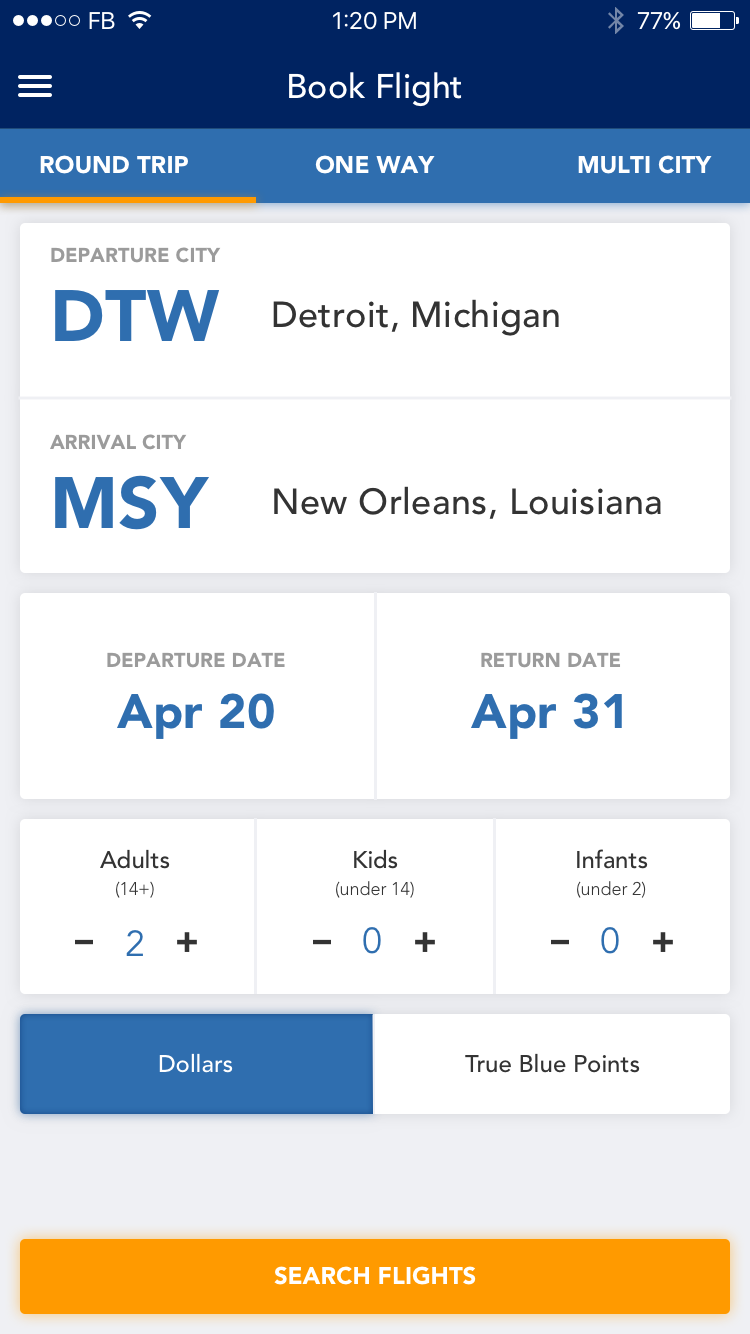 FB 1:20 PM 77%
Book Flight
ROUND TRIP ONE WAY MULTI CITY
DEPARTURE CITY
DTW Detroit, Michigan
ARRIVAL CITY
MSY New Orleans, Louisiana
DEPARTURE DATE RETURN DATE
Apr 20 Apr 31
Adults Kids Infants
(14+) (under 14) (under 2)
− 2 + − 0 + − 0 +
Dollars True Blue Points
SEARCH FLIGHTS